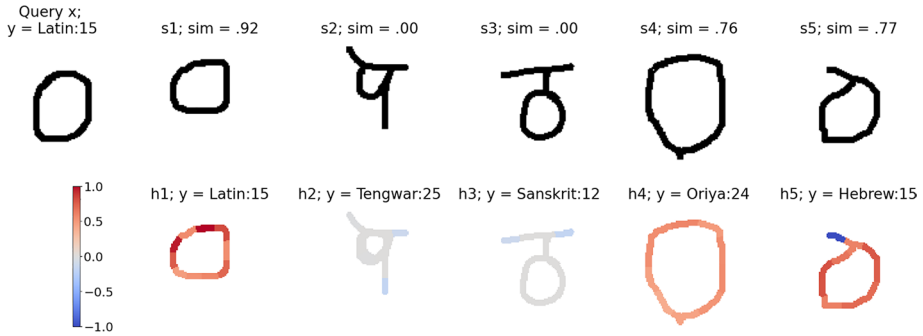 Query x;
y = Latin:15
s1; sim = .92
s2; sim = .00
s3; sim = .00
s4; sim = .76
s5; sim = .77
1.0
0.5
0.0
−0.5
−1.0
h1; y = Latin:15
h2; y = Tengwar:25
h3; y = Sanskrit:12
h4; y = Oriya:24
h5; y = Hebrew:15